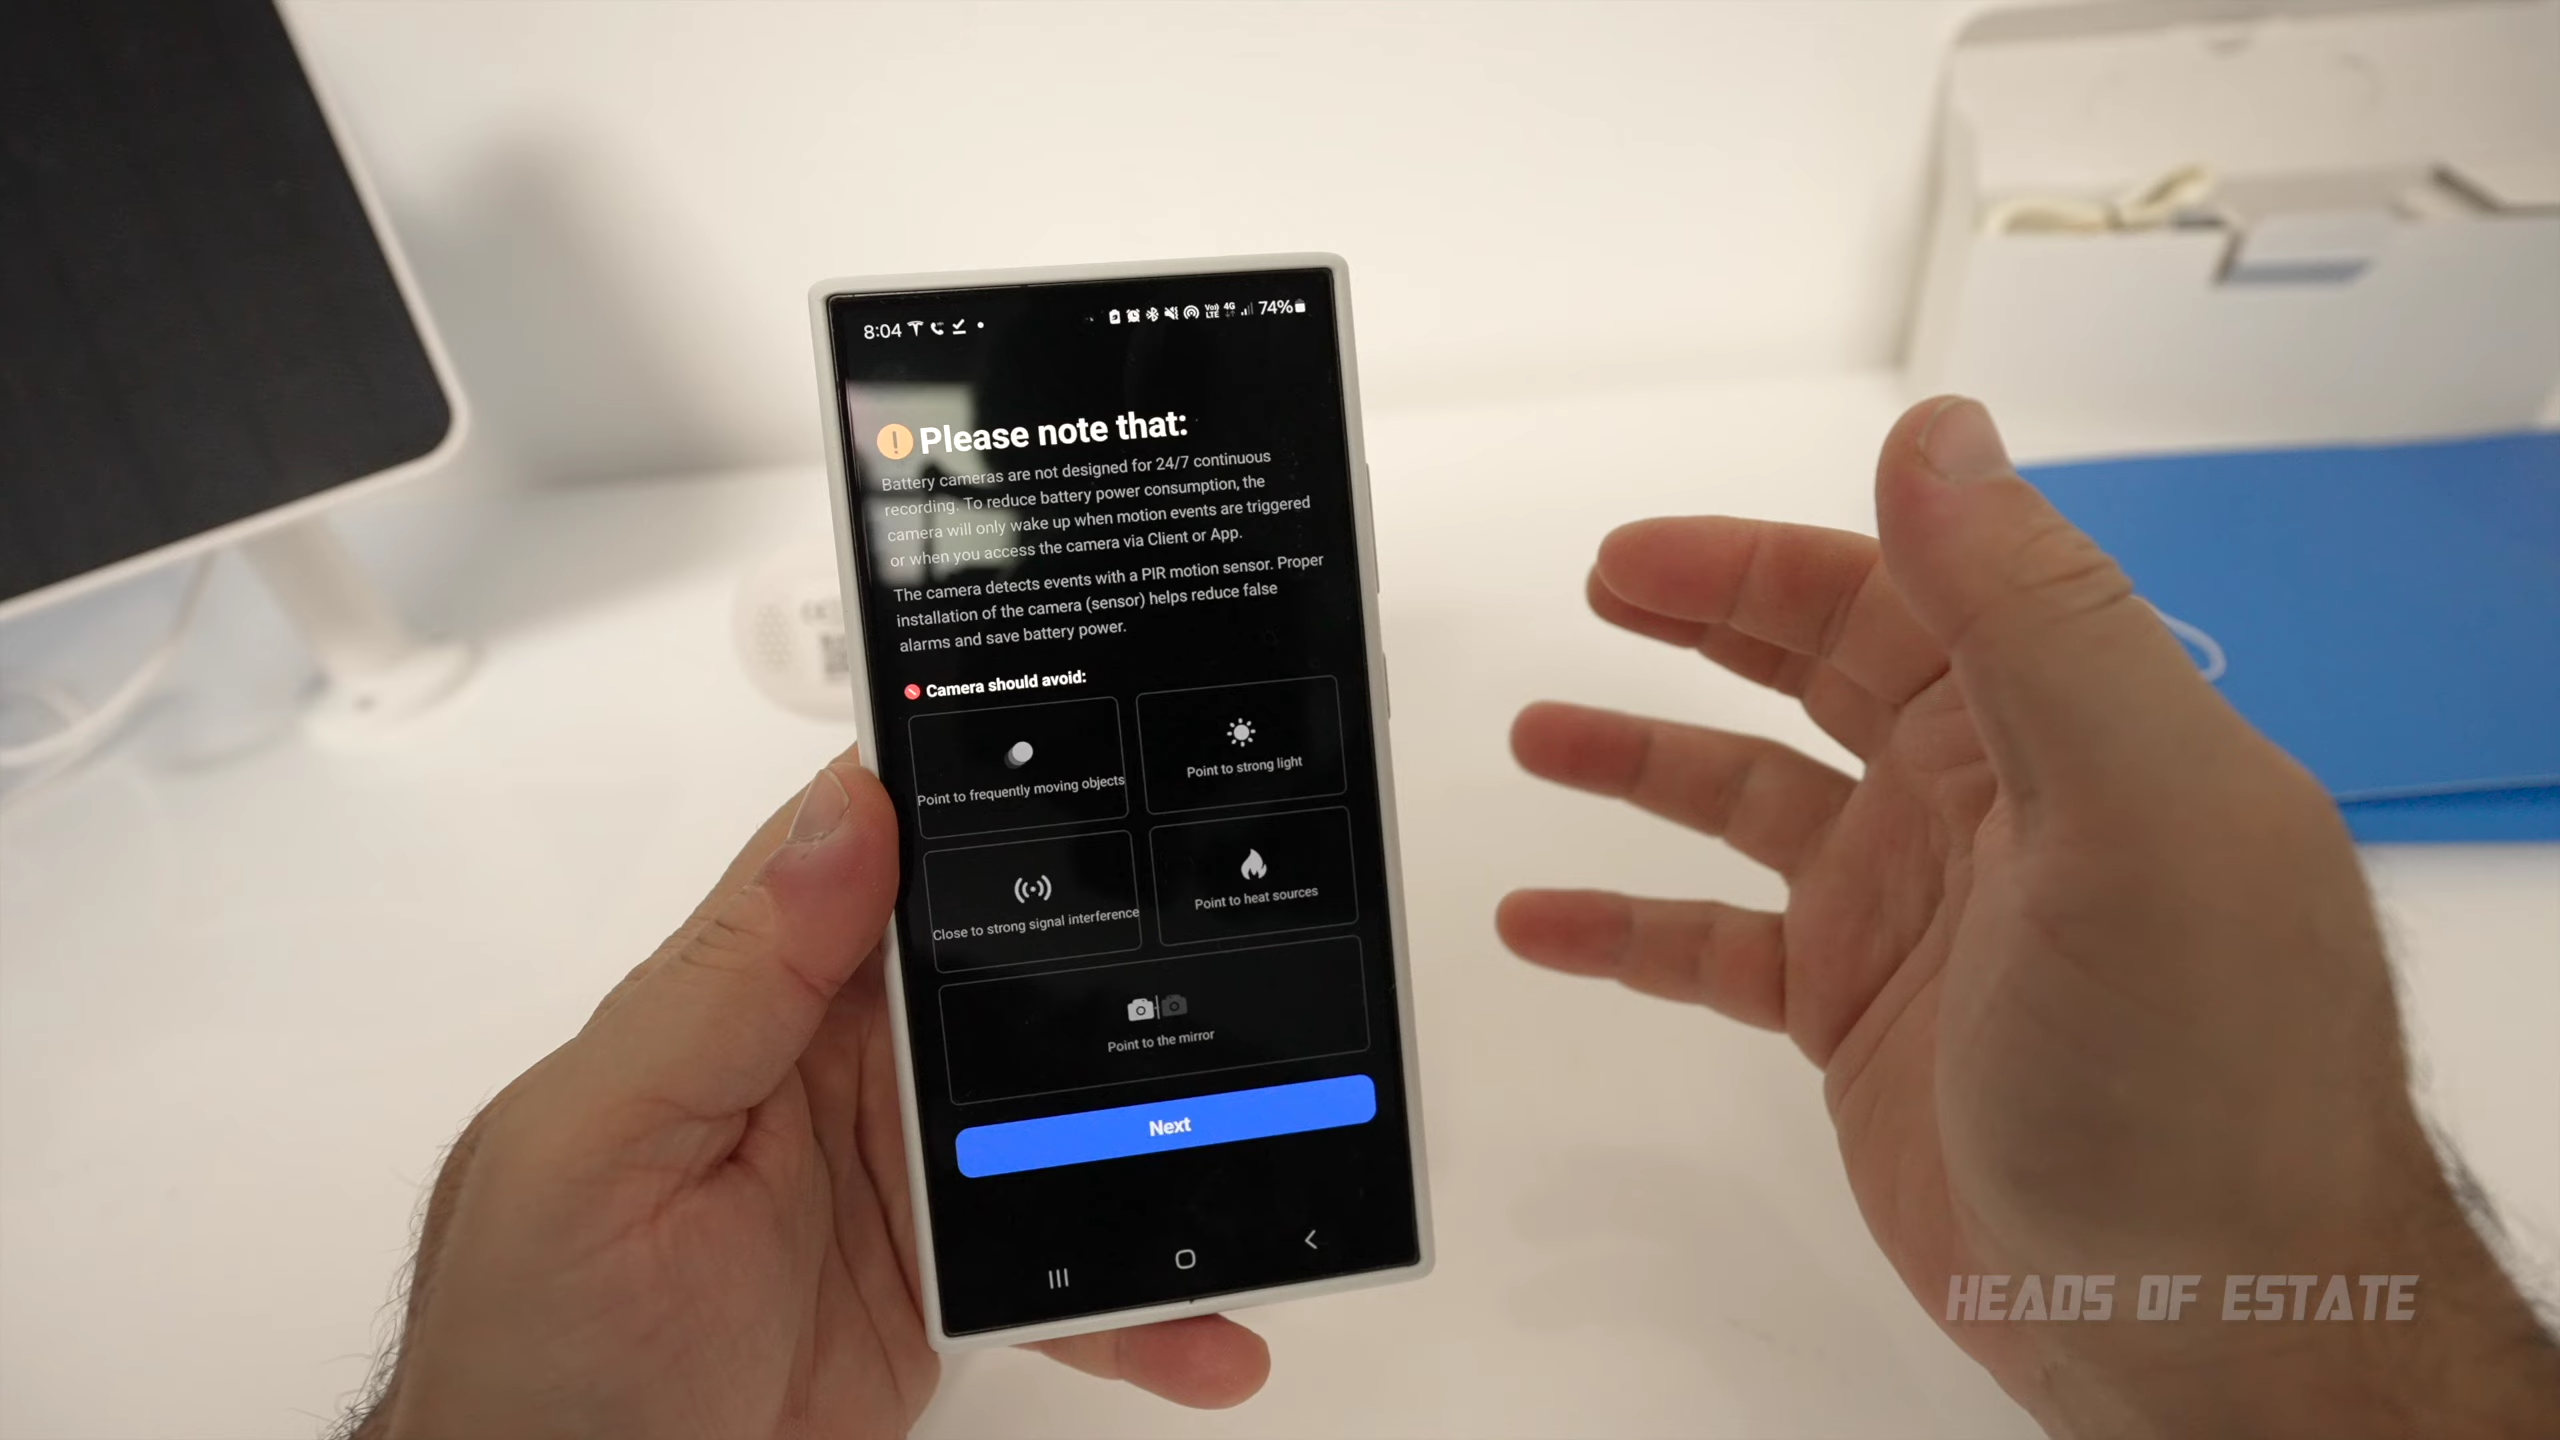 8:04
Voi) LTE 4G 74%
Please note that:
Battery cameras are not designed for 24/7 continuous
recording. To reduce battery power consumption, the
camera will only wake up when motion events are triggered
or when you access the camera via Client or App.
The camera detects events with a PIR motion sensor. Proper
installation of the camera (sensor) helps reduce false
alarms and save battery power.
Camera should avoid:
Point to frequently moving objects
Point to strong light
Close to strong signal interference
Point to heat sources
Point to the mirror
Next
HEADS OF ESTATE